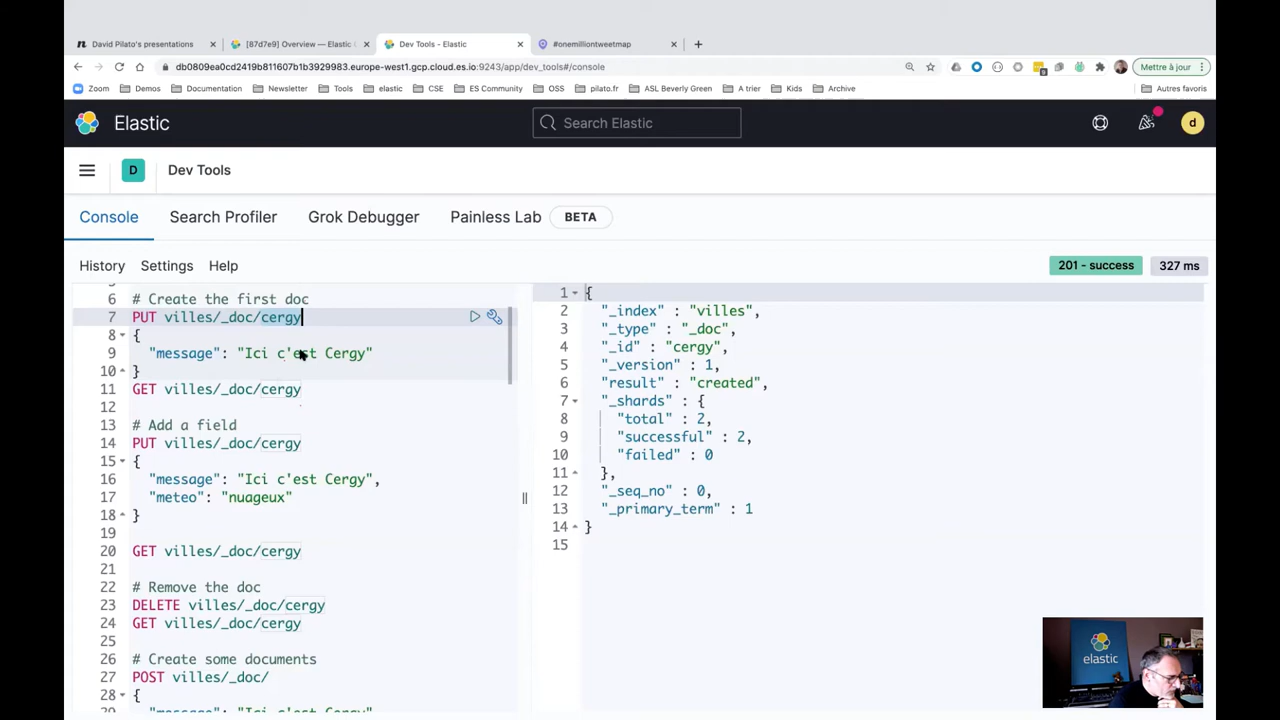 David Pilato's presentations
[87d7e9] Overview — Elastic C
Dev Tools - Elastic
#onemilliontweetmap
db0809ea0cd2419b811607b1b3929983.europe-west1.gcp.cloud.es.io:9243/app/dev_tools#/console
Mettre à jour
Zoom Demos Documentation Newsletter Tools elastic CSE ES Community OSS pilato.fr ASL Beverly Green A trier Kids Archive Autres favoris
Elastic
Search Elastic
d
D Dev Tools
Console Search Profiler Grok Debugger Painless Lab BETA
History Settings Help
201 - success 327 ms
6 # Create the first doc
7 PUT villes/_doc/cergy
8 {
9 "message": "Ici c'est Cergy"
10 }
11 GET villes/_doc/cergy
12
13 # Add a field
14 PUT villes/_doc/cergy
15 {
16 "message": "Ici c'est Cergy",
17 "meteo": "nuageux"
18 }
19
20 GET villes/_doc/cergy
21
22 # Remove the doc
23 DELETE villes/_doc/cergy
24 GET villes/_doc/cergy
25
26 # Create some documents
27 POST villes/_doc/
28 {
29 "message": "Ici c'est Cergy"
1 {
2 "_index" : "villes",
3 "_type" : "_doc",
4 "_id" : "cergy",
5 "_version" : 1,
6 "result" : "created",
7 "_shards" : {
8 "total" : 2,
9 "successful" : 2,
10 "failed" : 0
11 },
12 "_seq_no" : 0,
13 "_primary_term" : 1
14 }
15
elastic